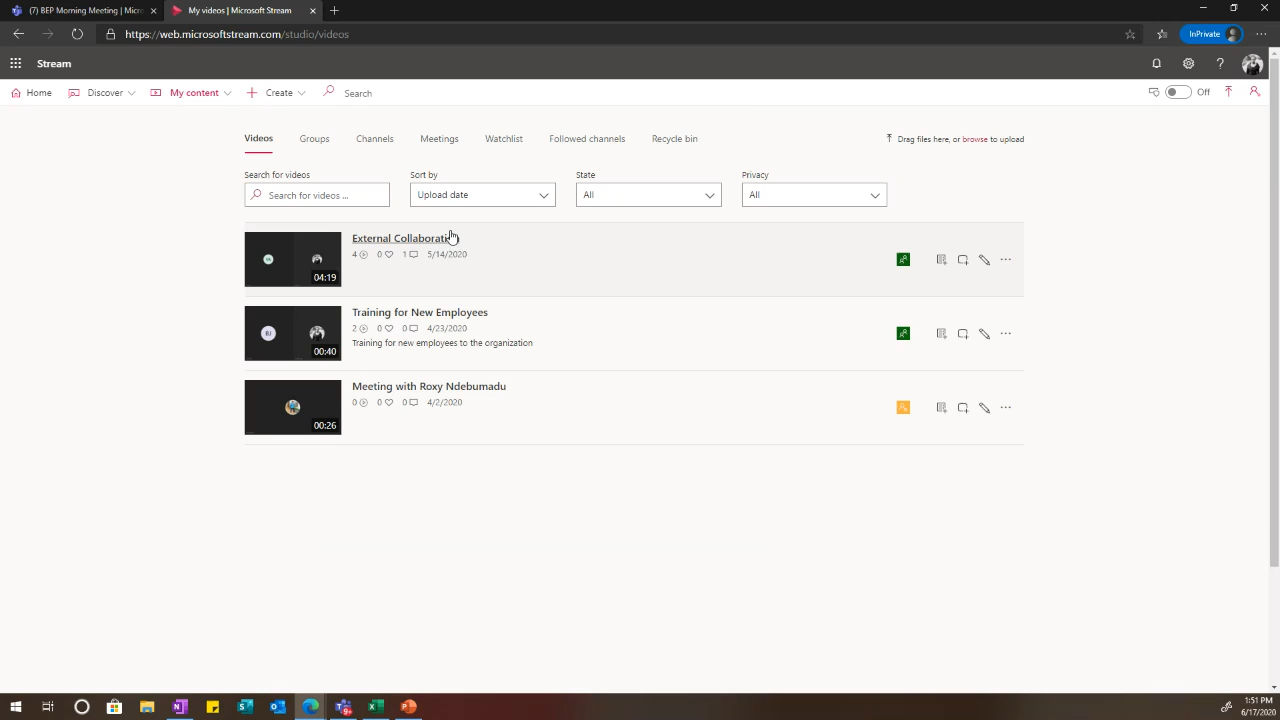 (7) BEP Morning Meeting | Micro
My videos | Microsoft Stream
https://web.microsoftstream.com/studio/videos
InPrivate
Stream
Home
Discover
My content
Create
Search
Off
Videos
Groups
Channels
Meetings
Watchlist
Followed channels
Recycle bin
Drag files here, or browse to upload
Search for videos
Sort by
State
Privacy
Search for videos ...
Upload date
All
All
04:19
External Collaboration
4 0 1 5/14/2020
BJ
00:40
Training for New Employees
2 0 0 4/23/2020
Training for new employees to the organization
00:26
Meeting with Roxy Ndebumadu
0 0 0 4/2/2020
9+
1:51 PM
6/17/2020